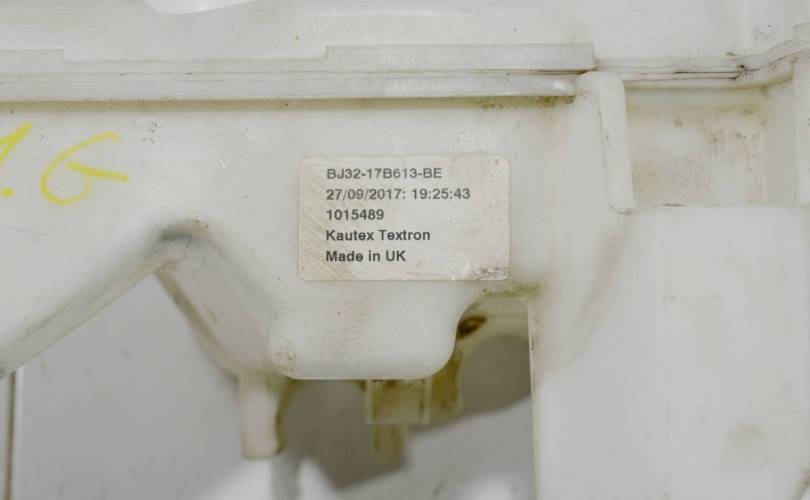 BJ32-17B613-BE
27/09/2017: 19:25:43
1015489
Kautex Textron
Made in UK